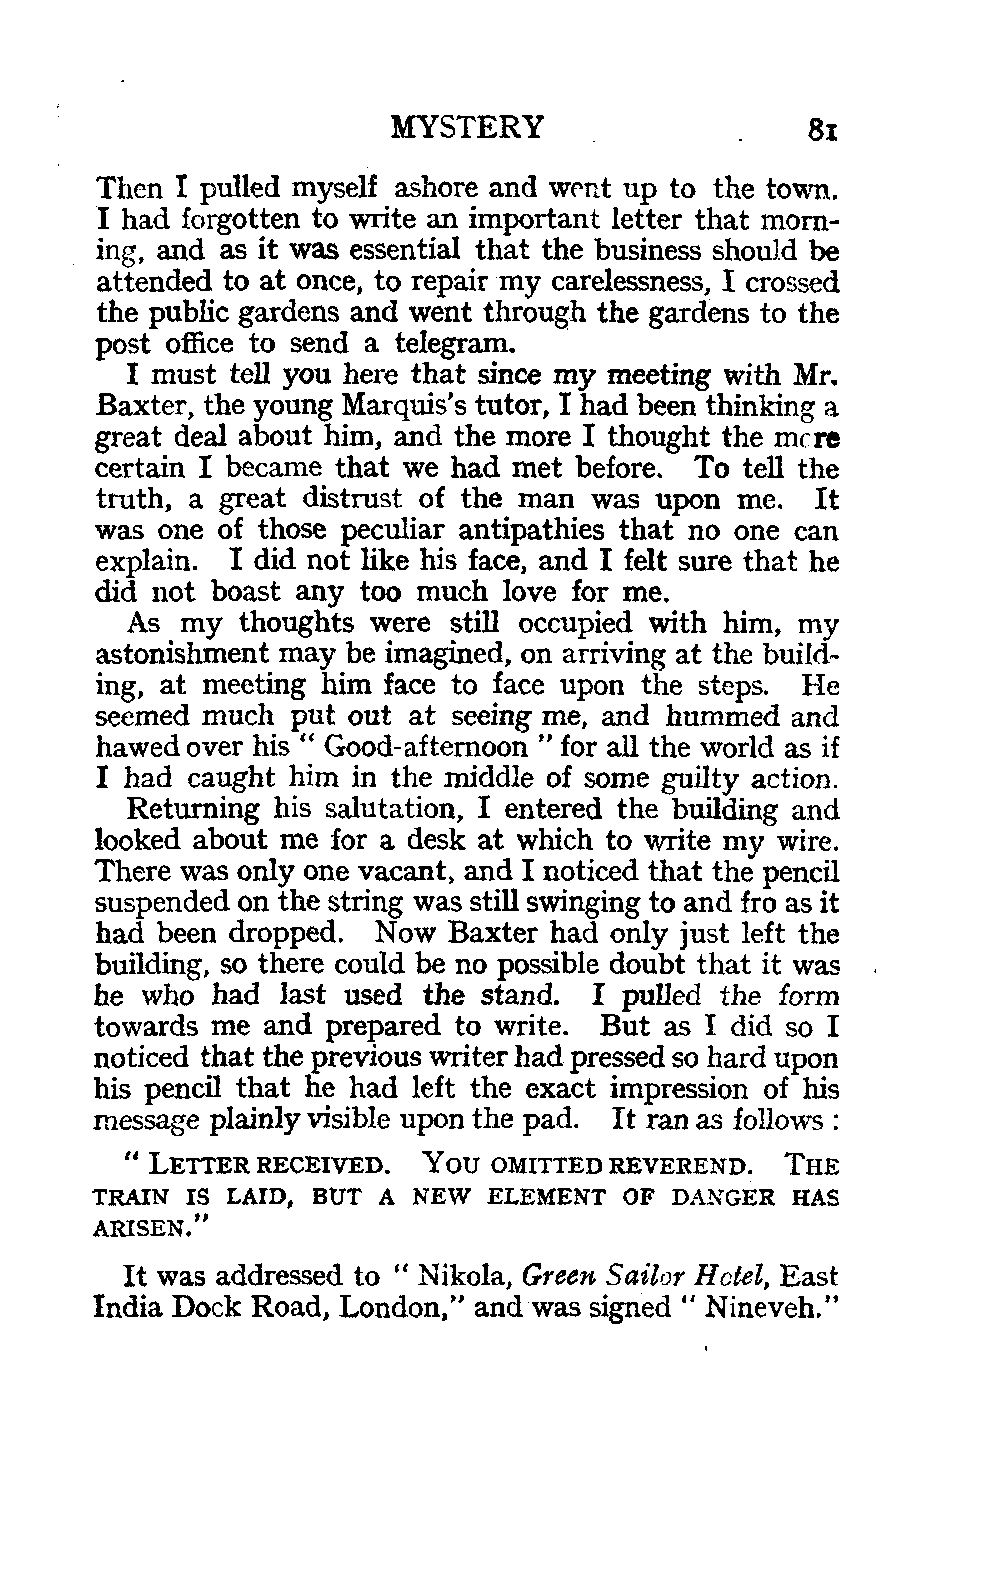 MYSTERY 81
Then I pulled myself ashore and went up to the town.
I had forgotten to write an important letter that morn-
ing, and as it was essential that the business should be
attended to at once, to repair my carelessness, I crossed
the public gardens and went through the gardens to the
post office to send a telegram.
I must tell you here that since my meeting with Mr.
Baxter, the young Marquis's tutor, I had been thinking a
great deal about him, and the more I thought the more
certain I became that we had met before. To tell the
truth, a great distrust of the man was upon me. It
was one of those peculiar antipathies that no one can
explain. I did not like his face, and I felt sure that he
did not boast any too much love for me.
As my thoughts were still occupied with him, my
astonishment may be imagined, on arriving at the build-
ing, at meeting him face to face upon the steps. He
seemed much put out at seeing me, and hummed and
hawed over his " Good-afternoon " for all the world as if
I had caught him in the middle of some guilty action.
Returning his salutation, I entered the building and
looked about me for a desk at which to write my wire.
There was only one vacant, and I noticed that the pencil
suspended on the string was still swinging to and fro as it
had been dropped. Now Baxter had only just left the
building, so there could be no possible doubt that it was
he who had last used the stand. I pulled the form
towards me and prepared to write. But as I did so I
noticed that the previous writer had pressed so hard upon
his pencil that he had left the exact impression of his
message plainly visible upon the pad. It ran as follows :
" LETTER RECEIVED. YOU OMITTED REVEREND. THE
TRAIN IS LAID, BUT A NEW ELEMENT OF DANGER HAS
ARISEN."
It was addressed to " Nikola, Green Sailor Hotel, East
India Dock Road, London," and was signed " Nineveh."